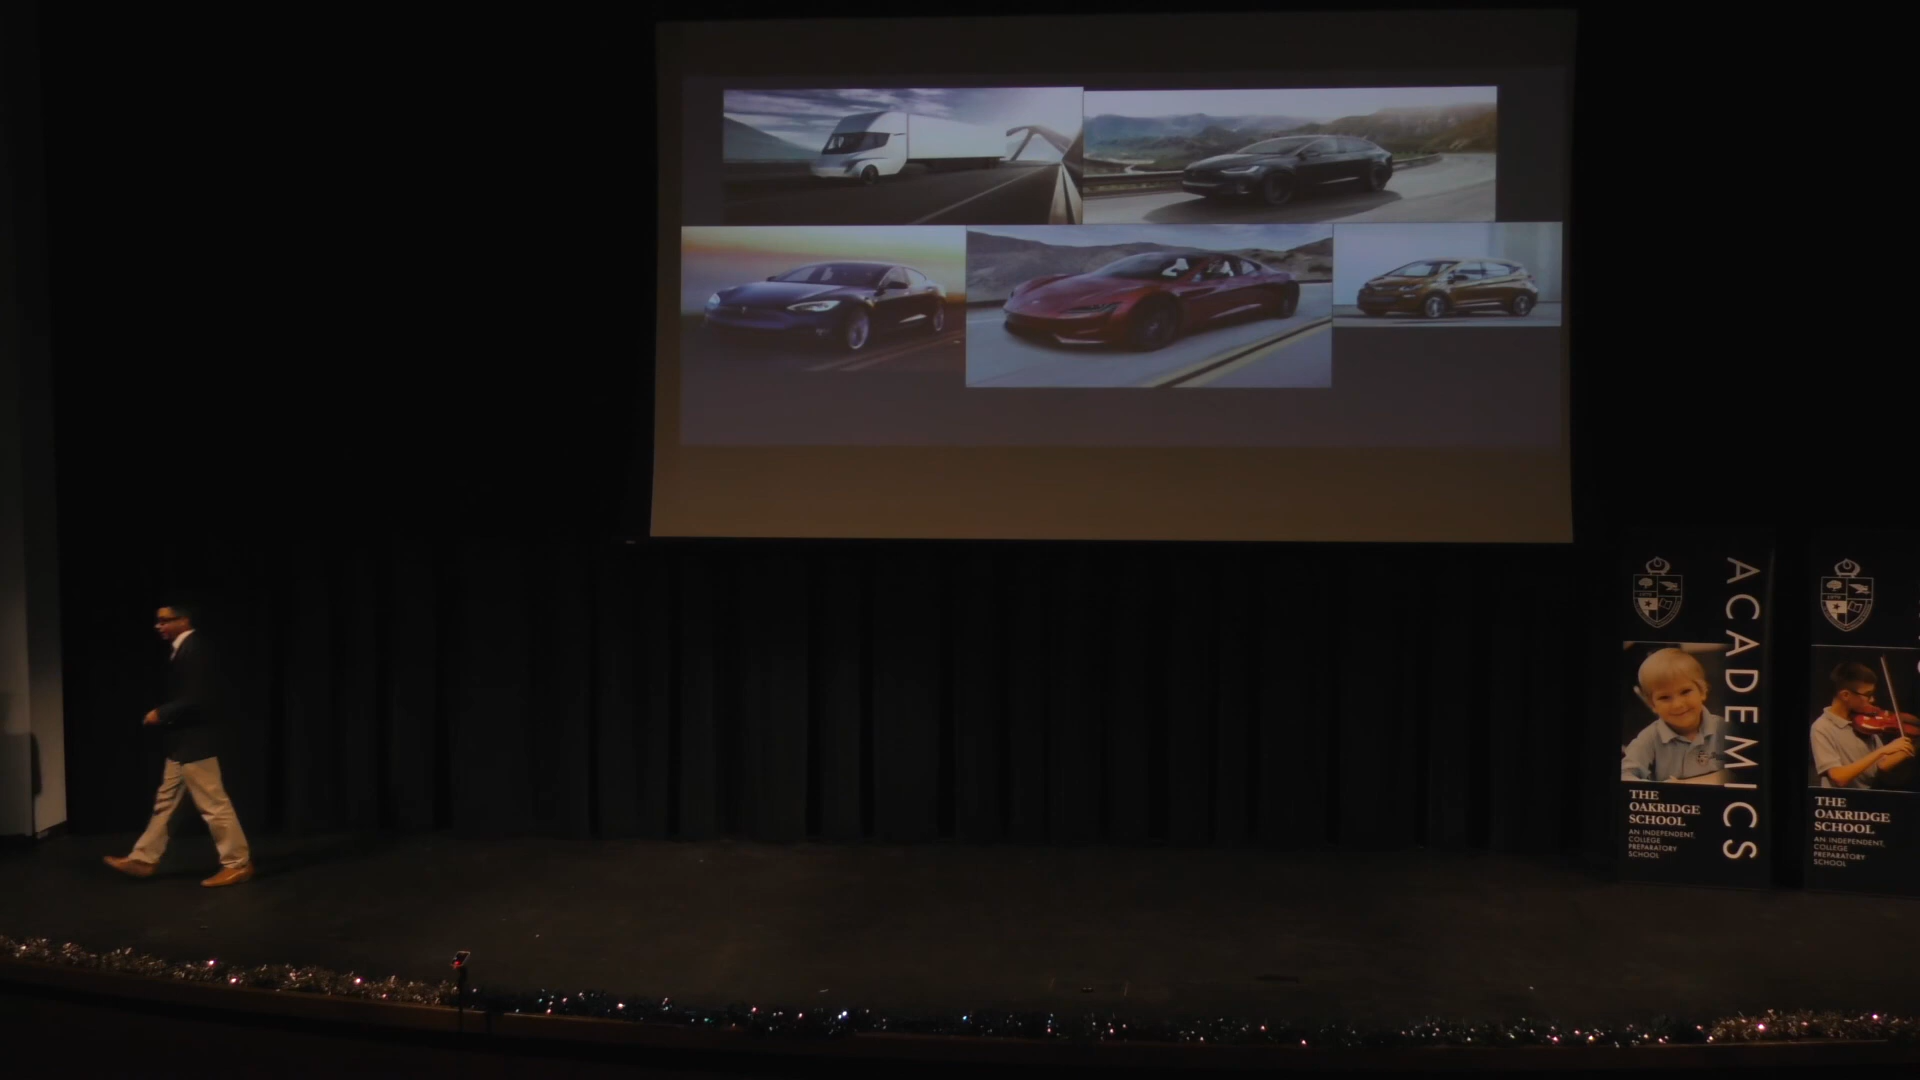 ACADEMICS
THE
OAKRIDGE
SCHOOL
AN INDEPENDENT,
COLLEGE
PREPARATORY
SCHOOL
THE
OAKRIDGE
SCHOOL
AN INDEPENDENT,
COLLEGE
PREPARATORY
SCHOOL